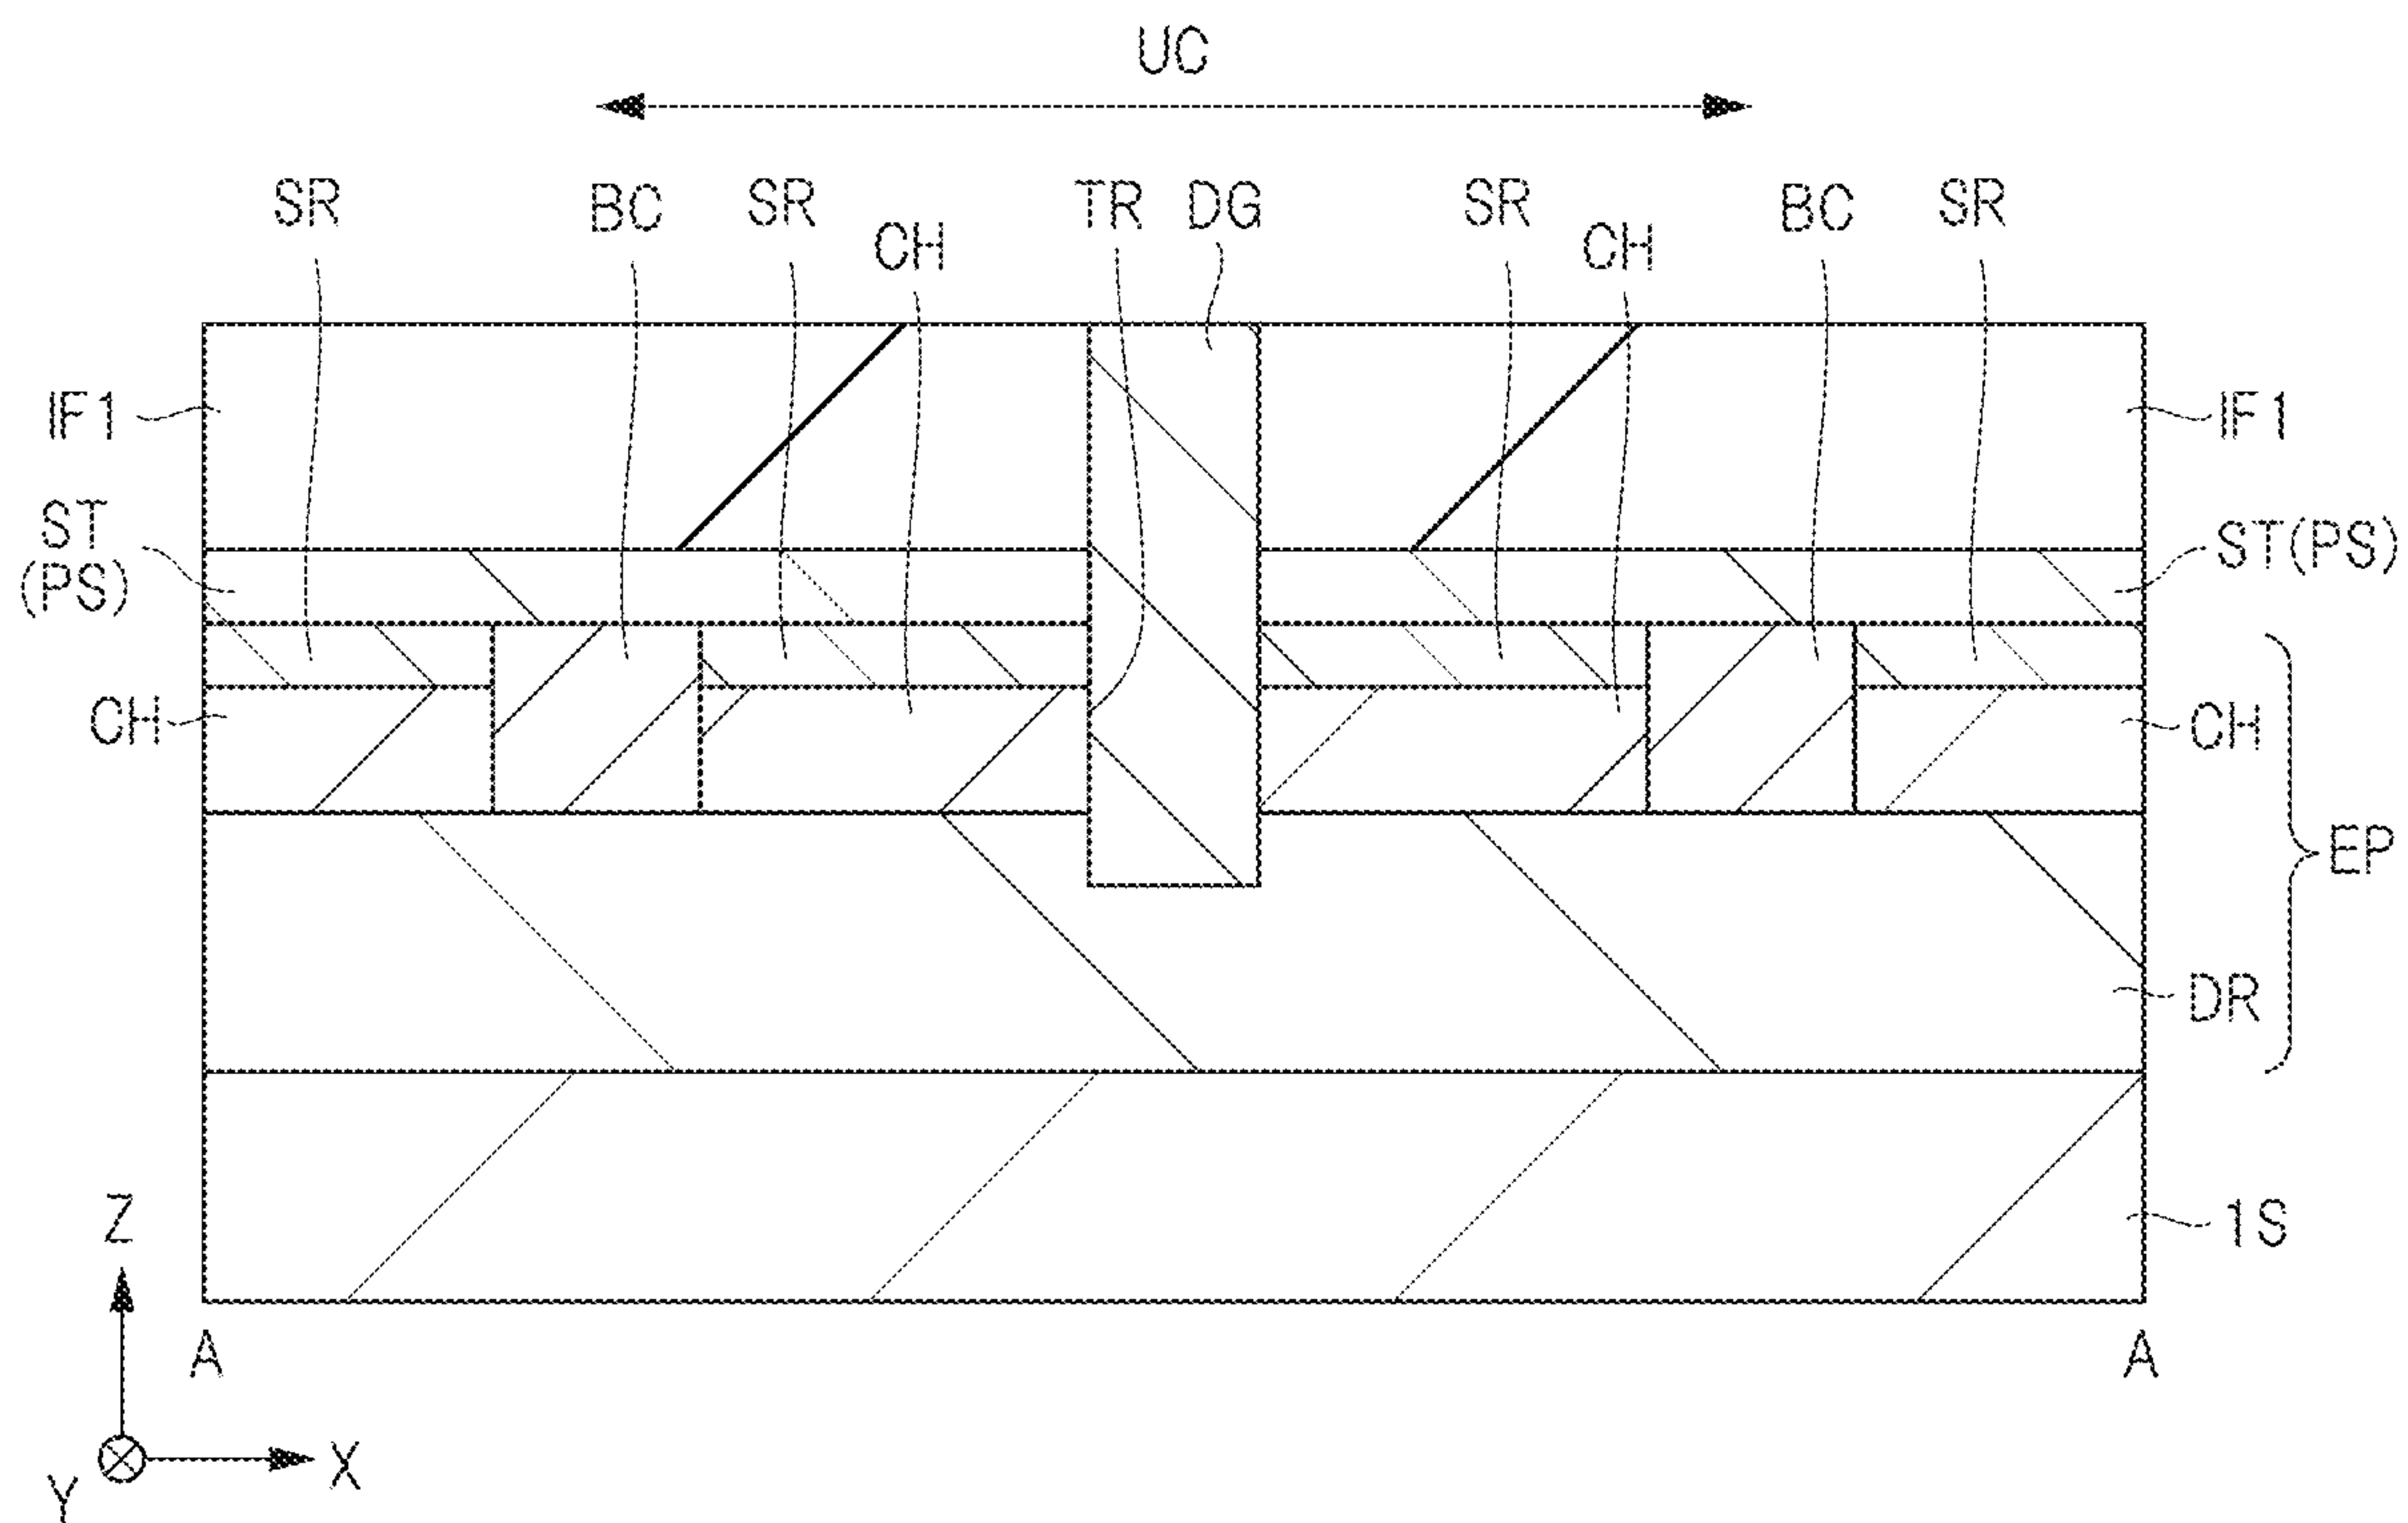 UC
SR BC SR CH TR DG SR CH BC SR
IF1 IF1
ST ST(PS)
(PS)
CH CH
EP
DR
1S
Z
A A
X
Y